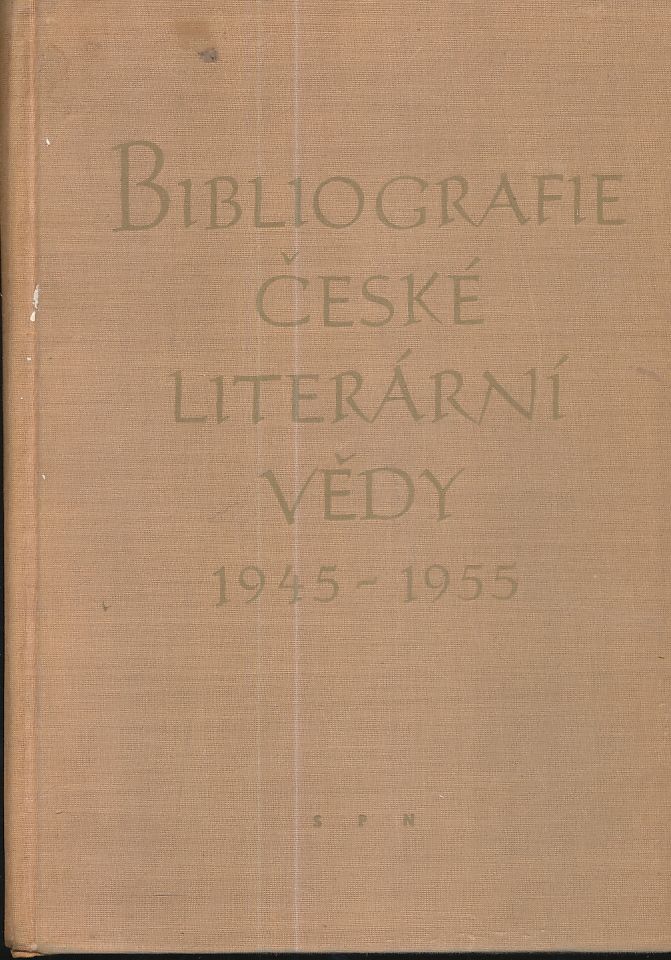 BIBLIOGRAFIE
ČESKÉ
LITERÁRNÍ
VĚDY
1945 - 1955
S P N